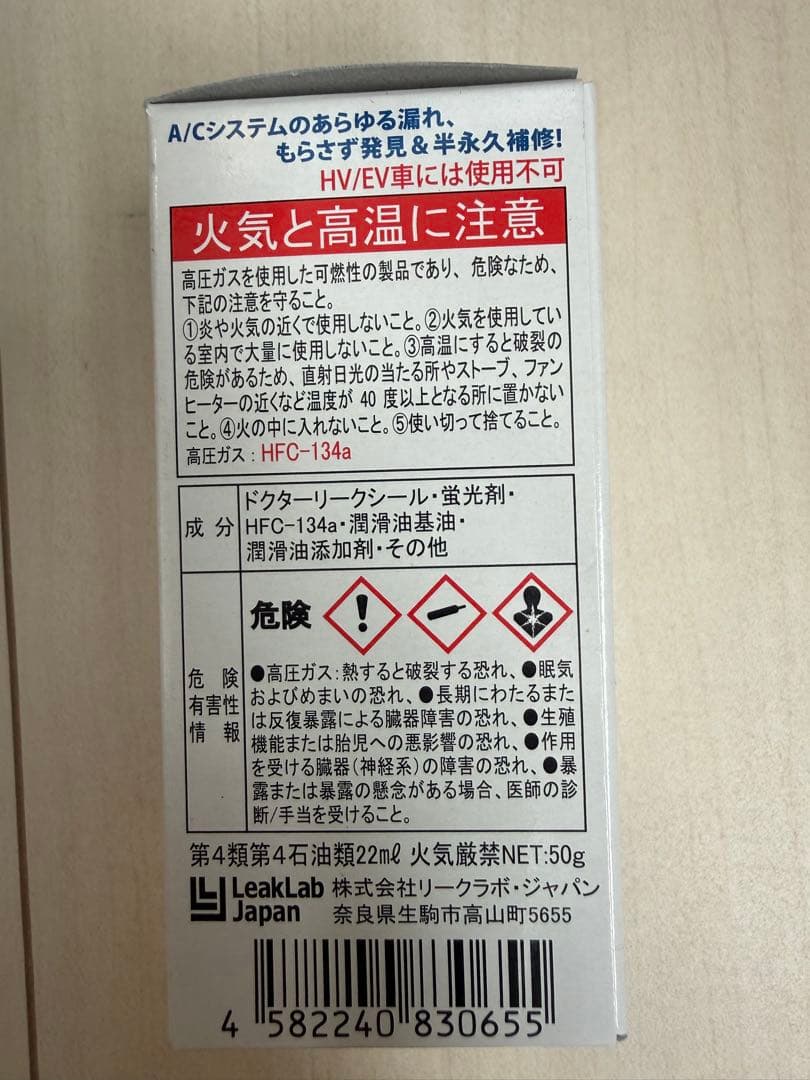 A/Cシステムのあらゆる漏れ、
もらさず発見＆半永久補修!
HV/EV車には使用不可
火気と高温に注意
高圧ガスを使用した可燃性の製品であり、危険なため、
下記の注意を守ること。
①炎や火気の近くで使用しないこと。②火気を使用してい
る室内で大量に使用しないこと。③高温にすると破裂の
危険があるため、直射日光の当たる所やストーブ、ファン
ヒーターの近くなど温度が 40 度以上となる所に置かない
こと。④火の中に入れないこと。⑤使い切って捨てること。
高圧ガス：HFC-134a
成分
ドクターリークシール・蛍光剤・
HFC-134a・潤滑油基油・
潤滑油添加剤・その他
危険
有害性
情報
危険
●高圧ガス：熱すると破裂する恐れ、●眠気
およびめまいの恐れ、●長期にわたるまた
は反復暴露による臓器障害の恐れ、●生殖
機能または胎児への悪影響の恐れ、●作用
を受ける臓器（神経系）の障害の恐れ、●暴
露または暴露の懸念がある場合、医師の診
断/手当を受けること。
第4類第4石油類22mℓ 火気厳禁NET:50g
LeakLab Japan
株式会社リークラボ・ジャパン
奈良県生駒市高山町5655
4 582240 830655